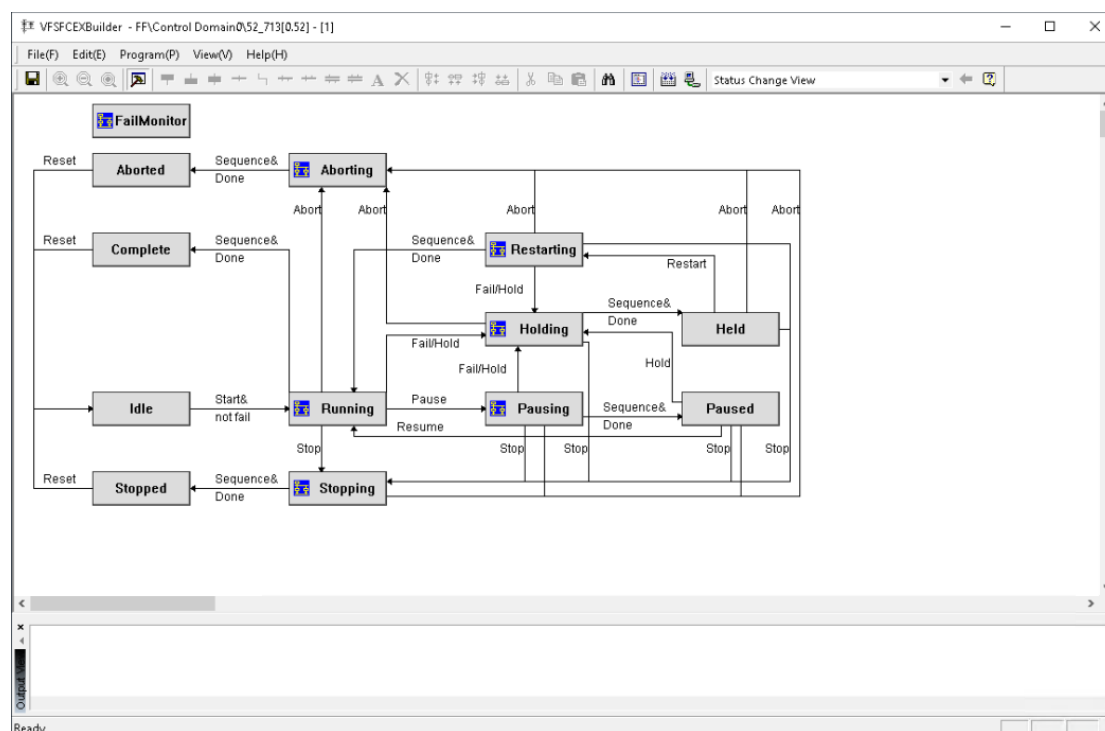 VFSFCEXBuilder - FF\Control Domain0\52_713[0.52] - [1]
File(F) Edit(E) Program(P) View(V) Help(H)
A Status Change View
FailMonitor
Reset Aborted Sequence& Done Aborting
Abort Abort Abort Abort Abort
Reset Complete Sequence& Done Sequence& Done Restarting
Restart
Fail/Hold
Sequence& Done
Holding Held
Fail/Hold
Fail/Hold Hold
Idle Start& not fail Running Pause Pausing Sequence& Done Paused
Resume
Stop Stop Stop Stop Stop
Reset Stopped Sequence& Done Stopping
Output View
Ready